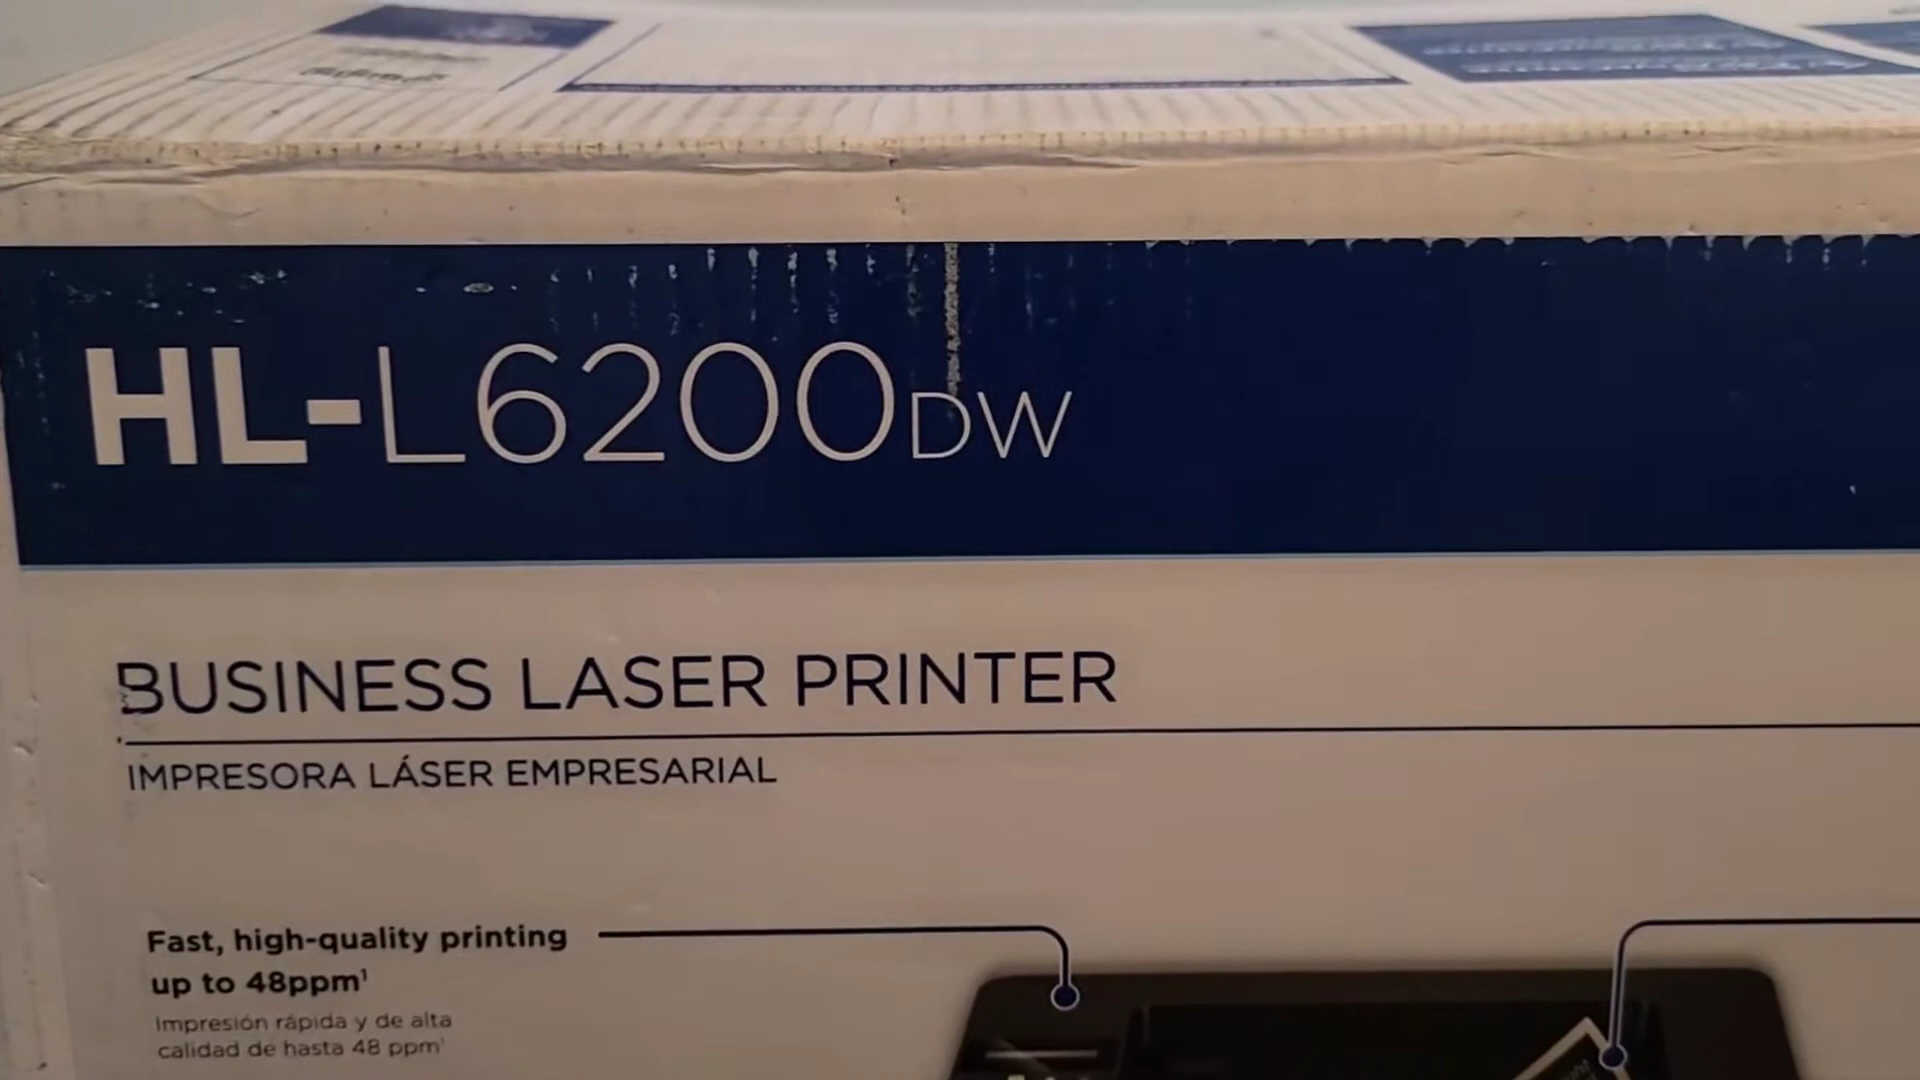 HL-L6200DW
BUSINESS LASER PRINTER
IMPRESORA LÁSER EMPRESARIAL
Fast, high-quality printing
up to 48ppm¹
Impresión rápida y de alta
calidad de hasta 48 ppm¹